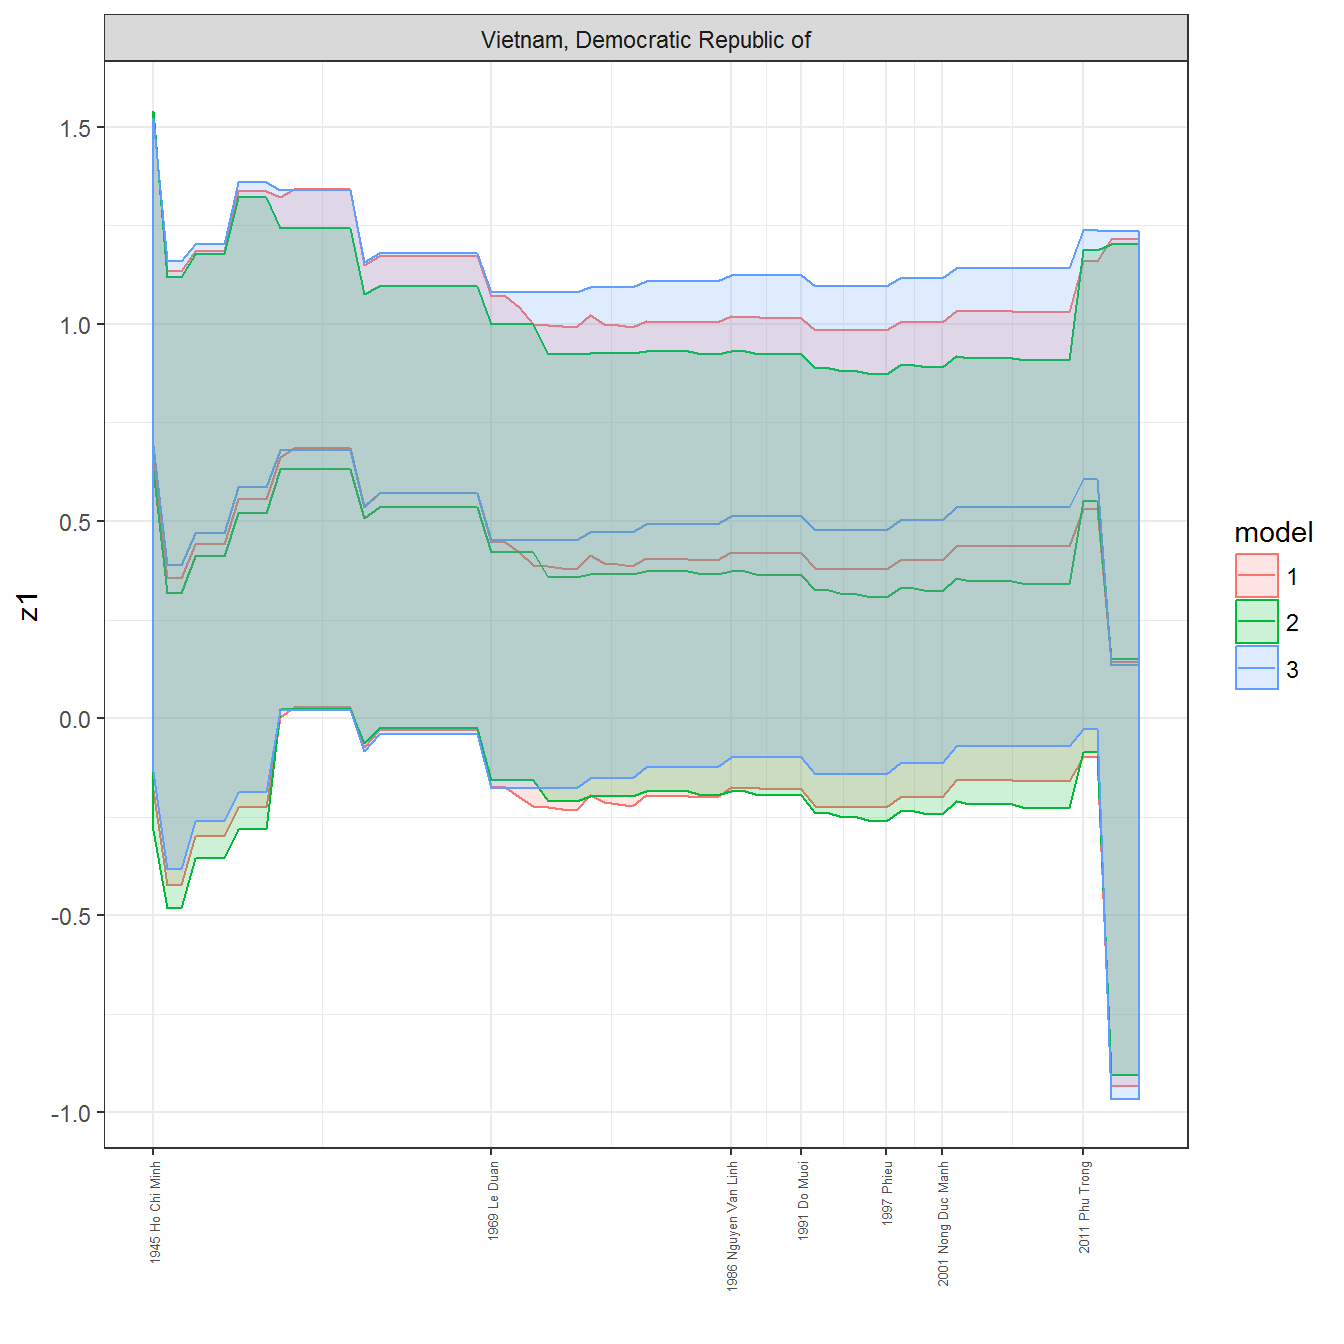 Vietnam, Democratic Republic of
1.5
1.0
0.5
0.0
-0.5
-1.0
z1
1945 Ho Chi Minh
1969 Le Duan
1986 Nguyen Van Linh
1991 Do Muoi
1997 Phieu
2001 Nong Duc Manh
2011 Phu Trong
model
1
2
3